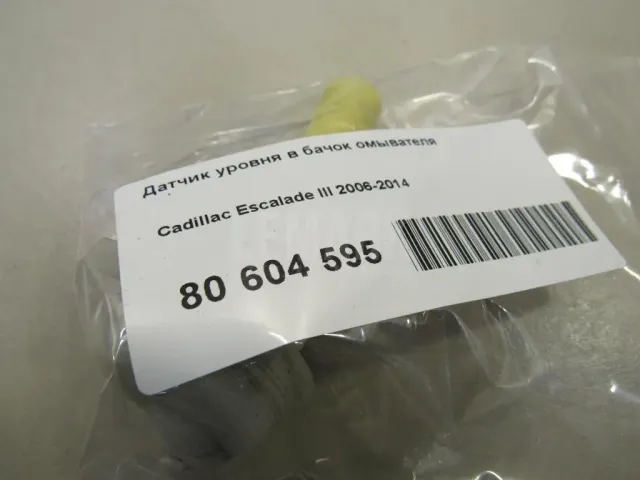 Датчик уровня в бачок омывателя
Cadillac Escalade III 2006-2014
80 604 595